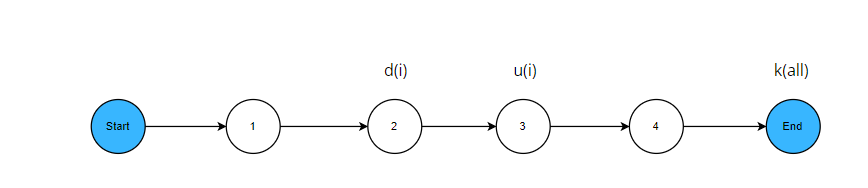 d(i) u(i) k(all)
Start 1 2 3 4 End